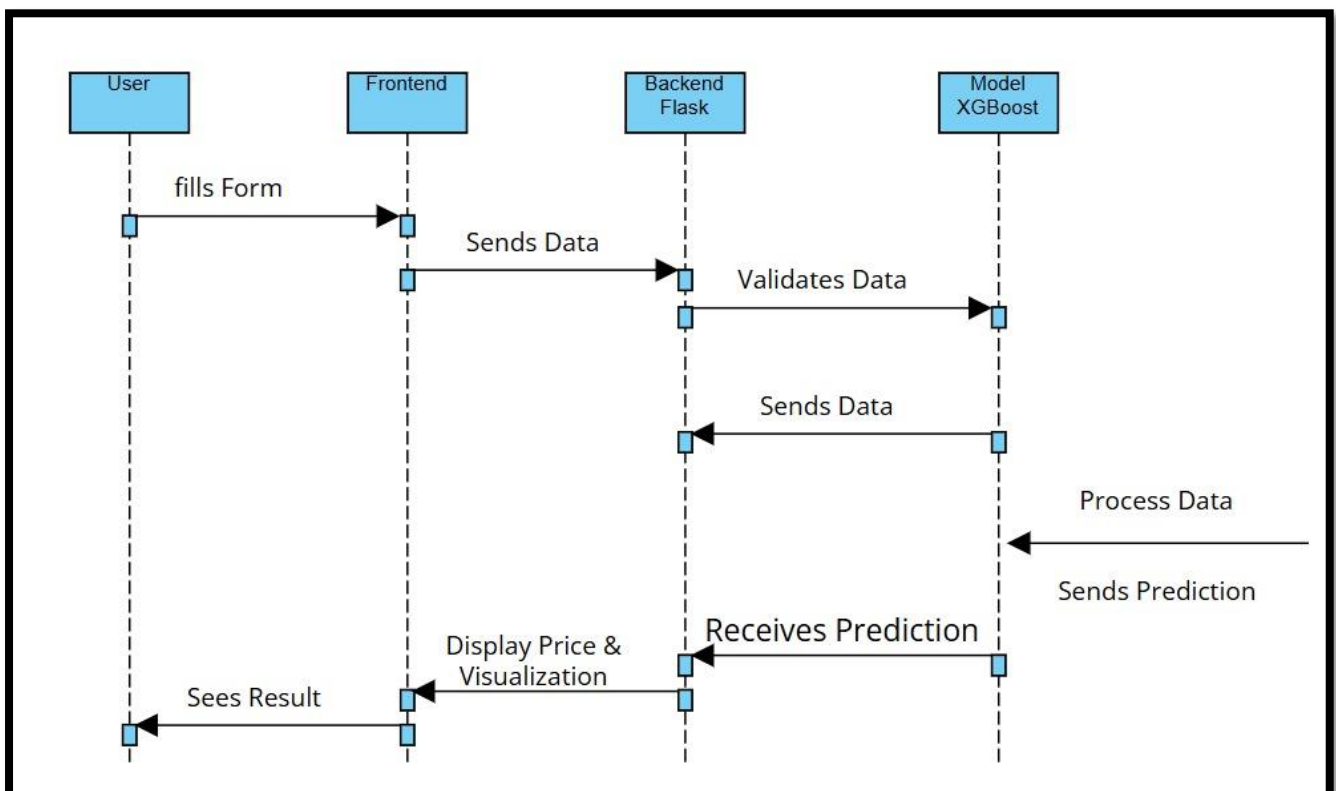 User
Frontend
Backend
Flask
Model
XGBoost
fills Form
Sends Data
Validates Data
Sends Data
Process Data
Sends Prediction
Receives Prediction
Display Price &
Visualization
Sees Result